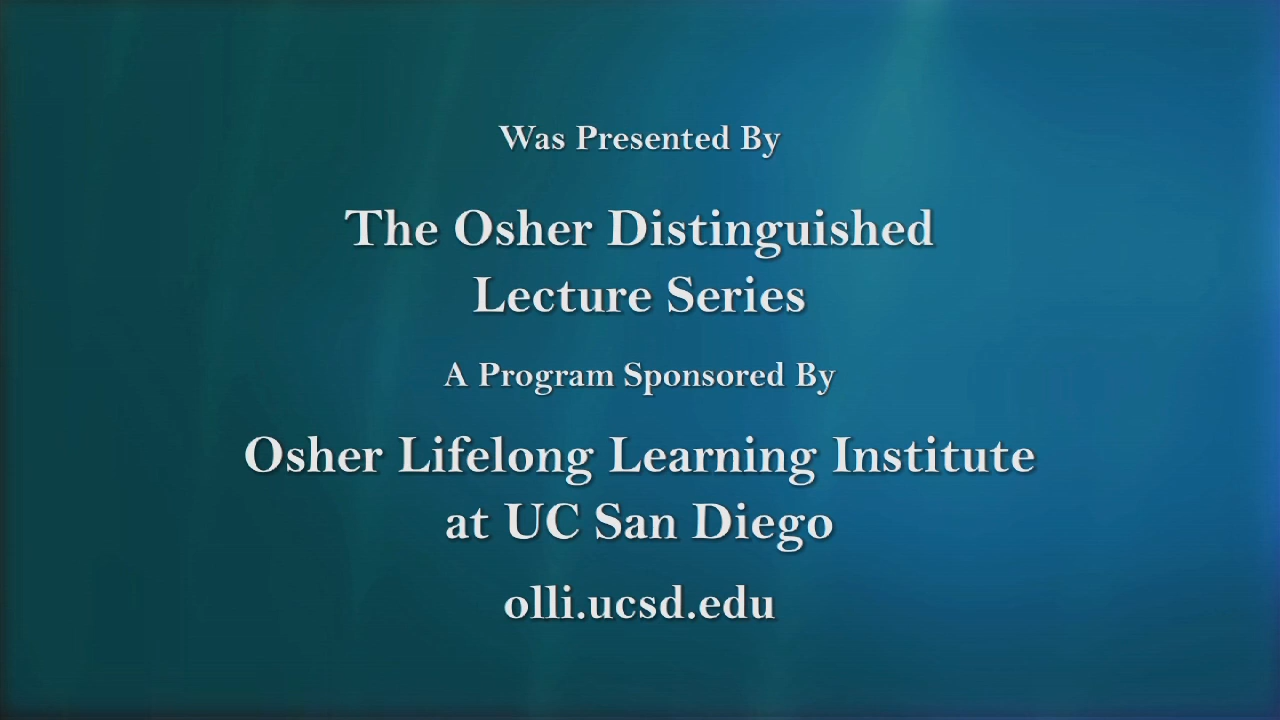 Was Presented By
The Osher Distinguished
Lecture Series
A Program Sponsored By
Osher Lifelong Learning Institute
at UC San Diego
olli.ucsd.edu